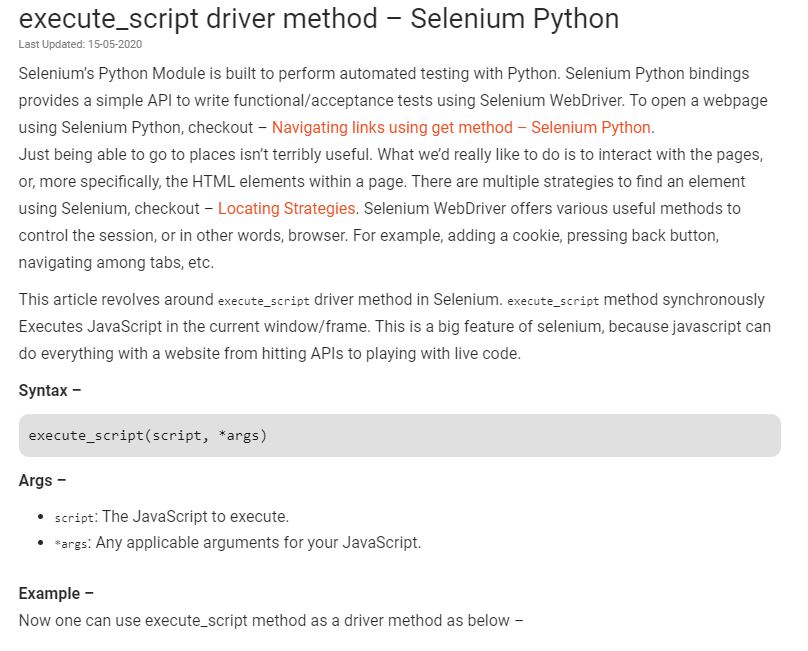 execute_script driver method – Selenium Python
Last Updated: 15-05-2020
Selenium’s Python Module is built to perform automated testing with Python. Selenium Python bindings
provides a simple API to write functional/acceptance tests using Selenium WebDriver. To open a webpage
using Selenium Python, checkout – Navigating links using get method – Selenium Python.
Just being able to go to places isn’t terribly useful. What we’d really like to do is to interact with the pages,
or, more specifically, the HTML elements within a page. There are multiple strategies to find an element
using Selenium, checkout – Locating Strategies. Selenium WebDriver offers various useful methods to
control the session, or in other words, browser. For example, adding a cookie, pressing back button,
navigating among tabs, etc.
This article revolves around execute_script driver method in Selenium. execute_script method synchronously
Executes JavaScript in the current window/frame. This is a big feature of selenium, because javascript can
do everything with a website from hitting APIs to playing with live code.
Syntax –
execute_script(script, *args)
Args –
• script: The JavaScript to execute.
• *args: Any applicable arguments for your JavaScript.
Example –
Now one can use execute_script method as a driver method as below –